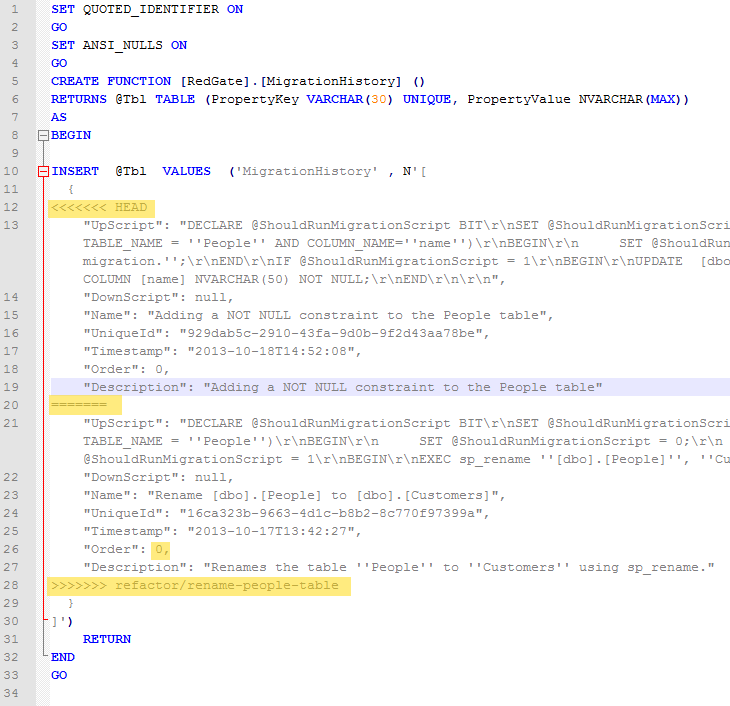 1 SET QUOTED_IDENTIFIER ON
2 GO
3 SET ANSI_NULLS ON
4 GO
5 CREATE FUNCTION [RedGate].[MigrationHistory] ()
6 RETURNS @Tbl TABLE (PropertyKey VARCHAR(30) UNIQUE, PropertyValue NVARCHAR(MAX))
7 AS
8 BEGIN
9
10 INSERT @Tbl VALUES ('MigrationHistory' , N'[
11 {
12 <<<<<<< HEAD
13 "UpScript": "DECLARE @ShouldRunMigrationScript BIT\r\nSET @ShouldRunMigrationScri
TABLE_NAME = ''People'' AND COLUMN_NAME=''name'')\r\nBEGIN\r\n SET @ShouldRun
migration.'';\r\nEND\r\nIF @ShouldRunMigrationScript = 1\r\nBEGIN\r\nUPDATE [dbo
COLUMN [name] NVARCHAR(50) NOT NULL;\r\nEND\r\n\r\n",
14 "DownScript": null,
15 "Name": "Adding a NOT NULL constraint to the People table",
16 "UniqueId": "929dab5c-2910-43fa-9d0b-9f2d43aa78be",
17 "Timestamp": "2013-10-18T14:52:08",
18 "Order": 0,
19 "Description": "Adding a NOT NULL constraint to the People table"
20 =======
21 "UpScript": "DECLARE @ShouldRunMigrationScript BIT\r\nSET @ShouldRunMigrationScri
TABLE_NAME = ''People'')\r\nBEGIN\r\n SET @ShouldRunMigrationScript = 0;\r\n
@ShouldRunMigrationScript = 1\r\nBEGIN\r\nEXEC sp_rename ''[dbo].[People]'', ''Cu
22 "DownScript": null,
23 "Name": "Rename [dbo].[People] to [dbo].[Customers]",
24 "UniqueId": "16ca323b-9663-4d1c-b8b2-8c770f97399a",
25 "Timestamp": "2013-10-17T13:42:27",
26 "Order": 0,
27 "Description": "Renames the table ''People'' to ''Customers'' using sp_rename."
28 >>>>>>> refactor/rename-people-table
29 }
30 ]')
31 RETURN
32 END
33 GO
34